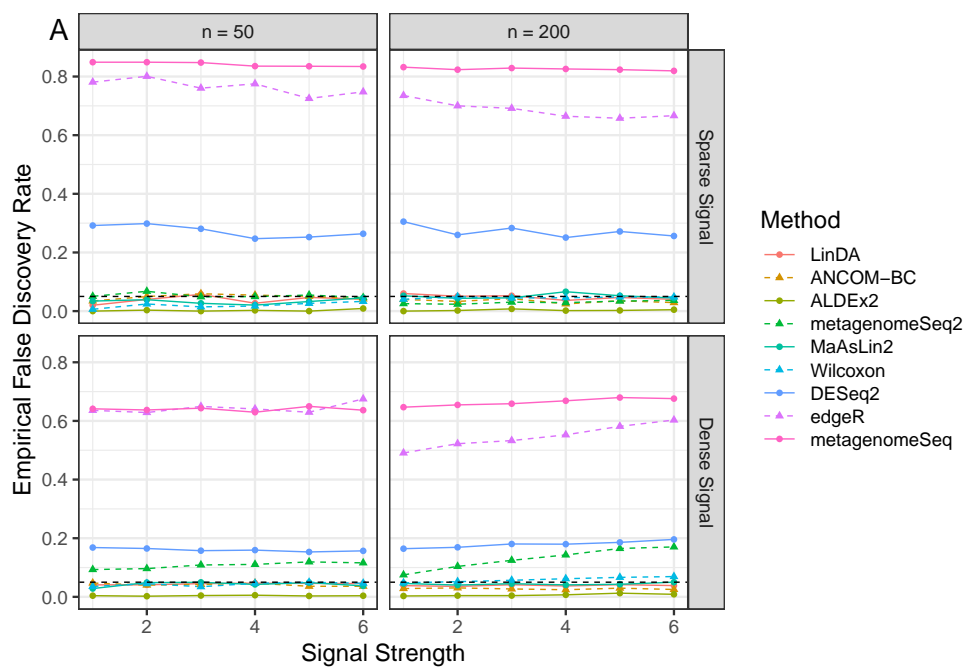 A
n = 50
n = 200
Empirical False Discovery Rate
0.8
0.6
0.4
0.2
0.0
Sparse Signal
0.8
0.6
0.4
0.2
0.0
Dense Signal
2
4
6
2
4
6
Signal Strength
Method
LinDA
ANCOM−BC
ALDEx2
metagenomeSeq2
MaAsLin2
Wilcoxon
DESeq2
edgeR
metagenomeSeq